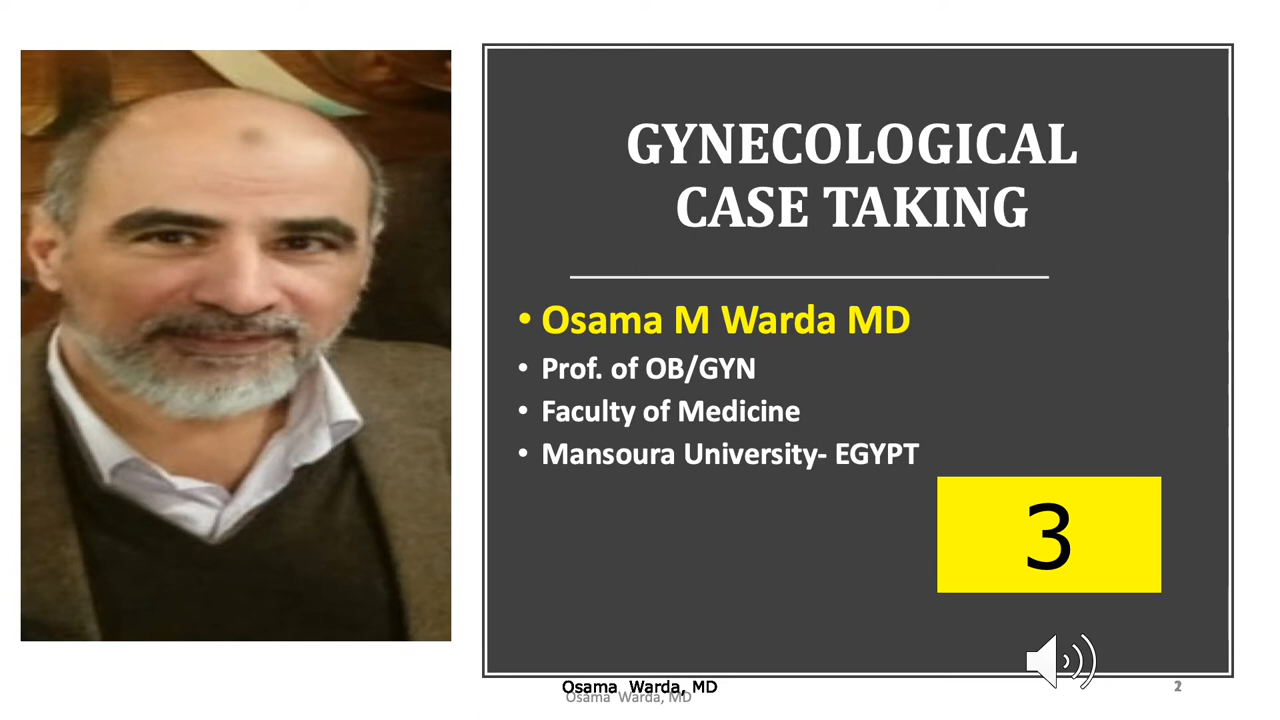 GYNECOLOGICAL
CASE TAKING
• Osama M Warda MD
• Prof. of OB/GYN
• Faculty of Medicine
• Mansoura University- EGYPT
3
Osama Warda, MD
Osama Warda, MD
2